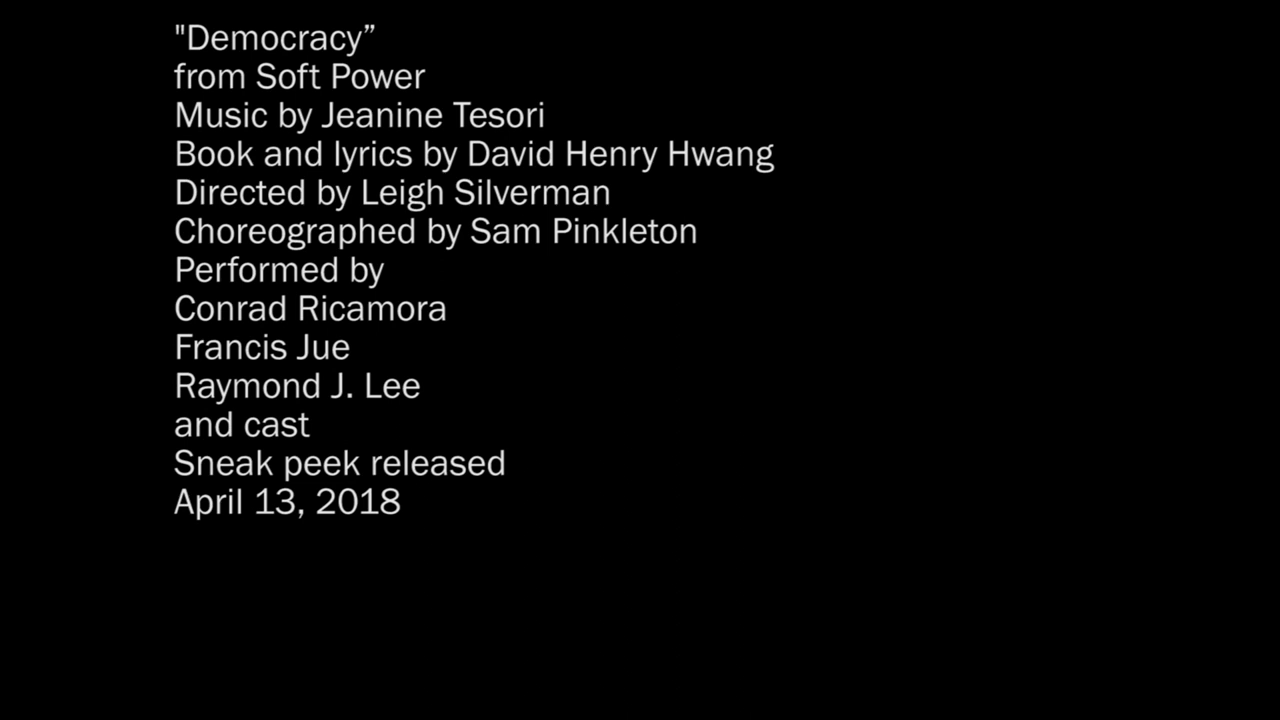 "Democracy”
from Soft Power
Music by Jeanine Tesori
Book and lyrics by David Henry Hwang
Directed by Leigh Silverman
Choreographed by Sam Pinkleton
Performed by
Conrad Ricamora
Francis Jue
Raymond J. Lee
and cast
Sneak peek released
April 13, 2018